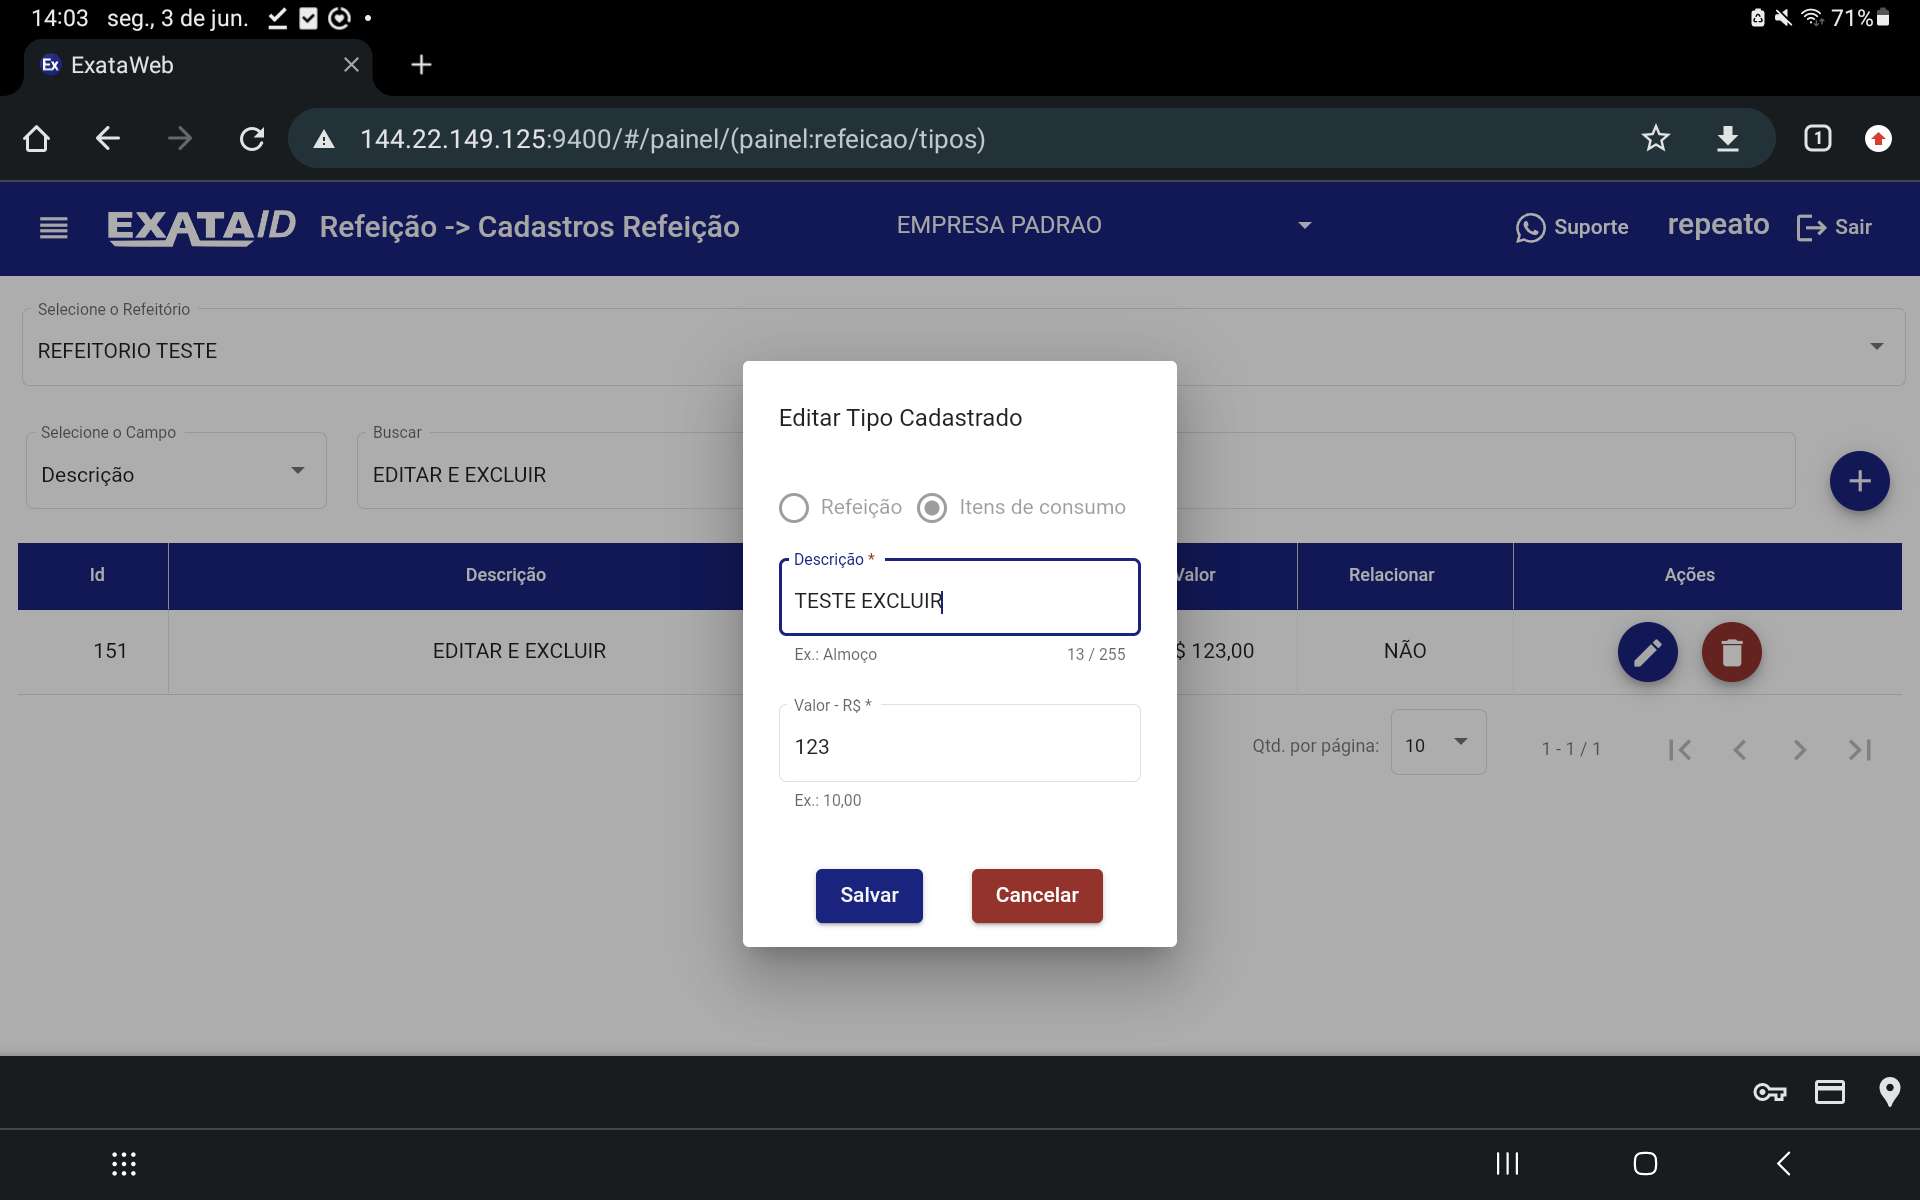 14:03 seg., 3 de jun. 71%
Ex ExataWeb
144.22.149.125:9400/#/painel/(painel:refeicao/tipos) 1
EXATAID Refeição -> Cadastros Refeição EMPRESA PADRAO Suporte repeato Sair
Selecione o Refeitório
REFEITORIO TESTE
Selecione o Campo
Descrição
Buscar
EDITAR E EXCLUIR
Id Descrição Valor Relacionar Ações
151 EDITAR E EXCLUIR $ 123,00 NÃO
Qtd. por página: 10 1 - 1 / 1
Editar Tipo Cadastrado
Refeição Itens de consumo
Descrição *
TESTE EXCLUIR
Ex.: Almoço 13 / 255
Valor - R$ *
123
Ex.: 10,00
Salvar Cancelar